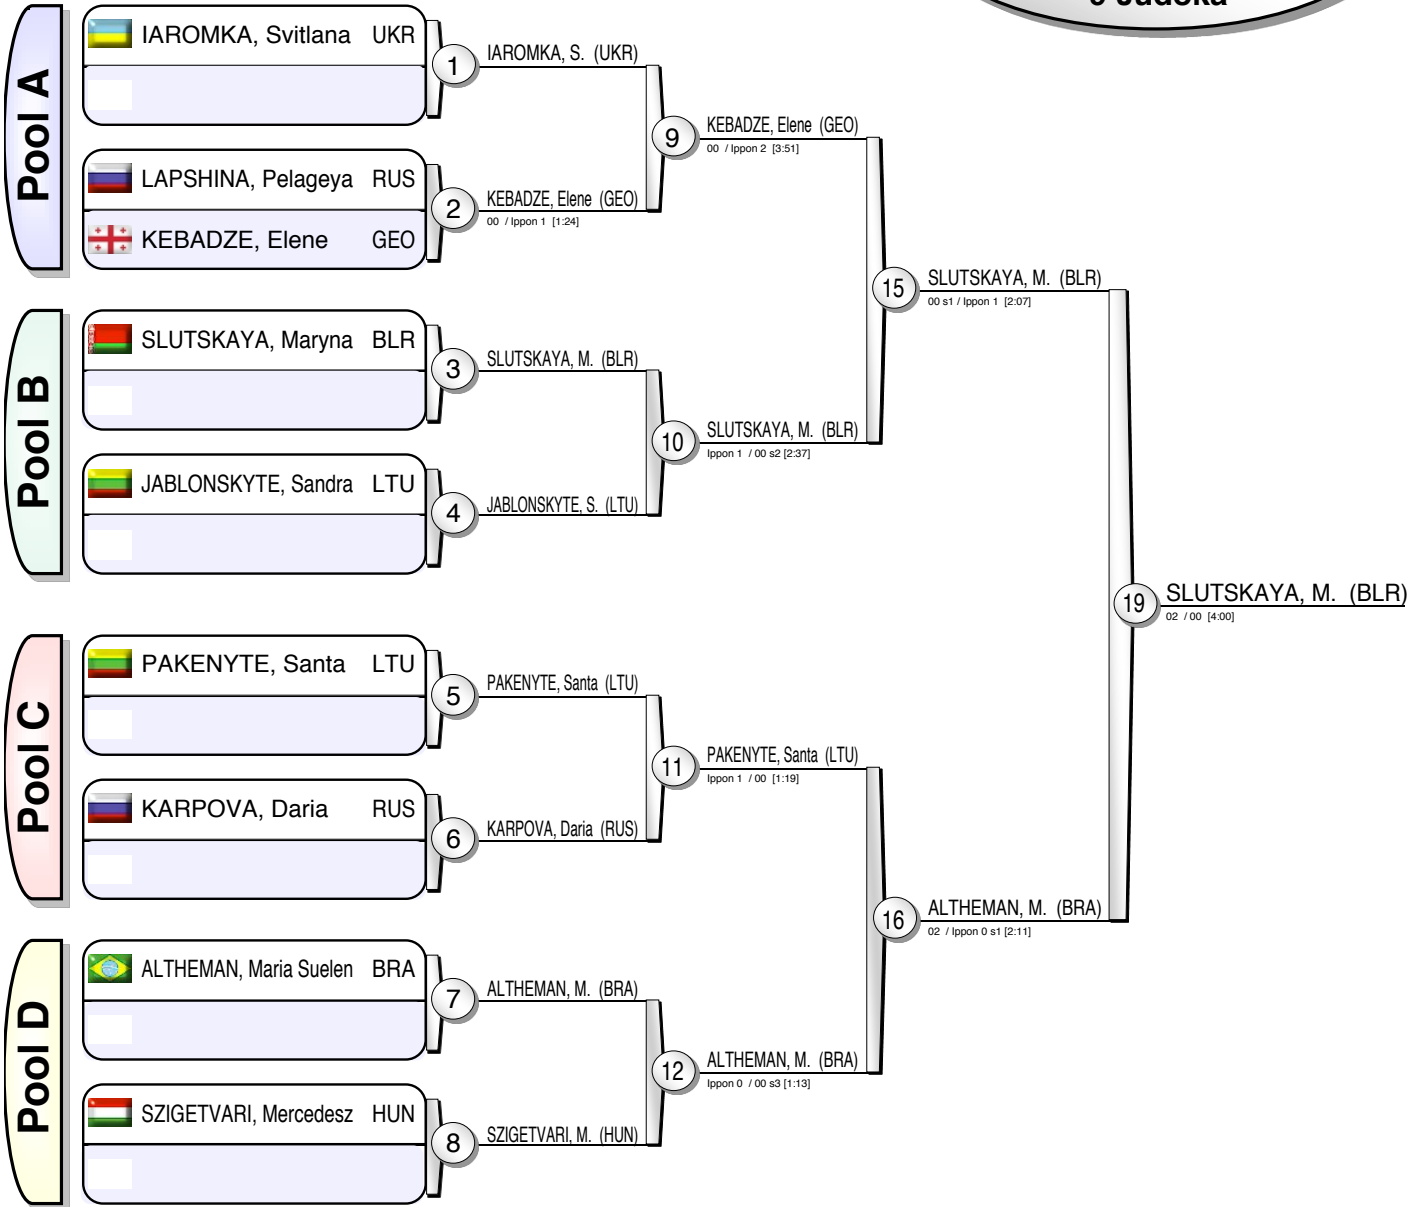 9 Judoka
Pool A
IAROMKA, Svitlana UKR
1
IAROMKA, S. (UKR)
LAPSHINA, Pelageya RUS
KEBADZE, Elene GEO
2
KEBADZE, Elene (GEO)
00 / Ippon 1 [1:24]
9
KEBADZE, Elene (GEO)
00 / Ippon 2 [3:51]
Pool B
SLUTSKAYA, Maryna BLR
3
SLUTSKAYA, M. (BLR)
JABLONSKYTE, Sandra LTU
4
JABLONSKYTE, S. (LTU)
10
SLUTSKAYA, M. (BLR)
Ippon 1 / 00 s2 [2:37]
15
SLUTSKAYA, M. (BLR)
00 s1 / Ippon 1 [2:07]
Pool C
PAKENYTE, Santa LTU
5
PAKENYTE, Santa (LTU)
KARPOVA, Daria RUS
6
KARPOVA, Daria (RUS)
11
PAKENYTE, Santa (LTU)
Ippon 1 / 00 [1:19]
Pool D
ALTHEMAN, Maria Suelen BRA
7
ALTHEMAN, M. (BRA)
SZIGETVARI, Mercedesz HUN
8
SZIGETVARI, M. (HUN)
12
ALTHEMAN, M. (BRA)
Ippon 0 / 00 s3 [1:13]
16
ALTHEMAN, M. (BRA)
02 / Ippon 0 s1 [2:11]
19
SLUTSKAYA, M. (BLR)
02 / 00 [4:00]